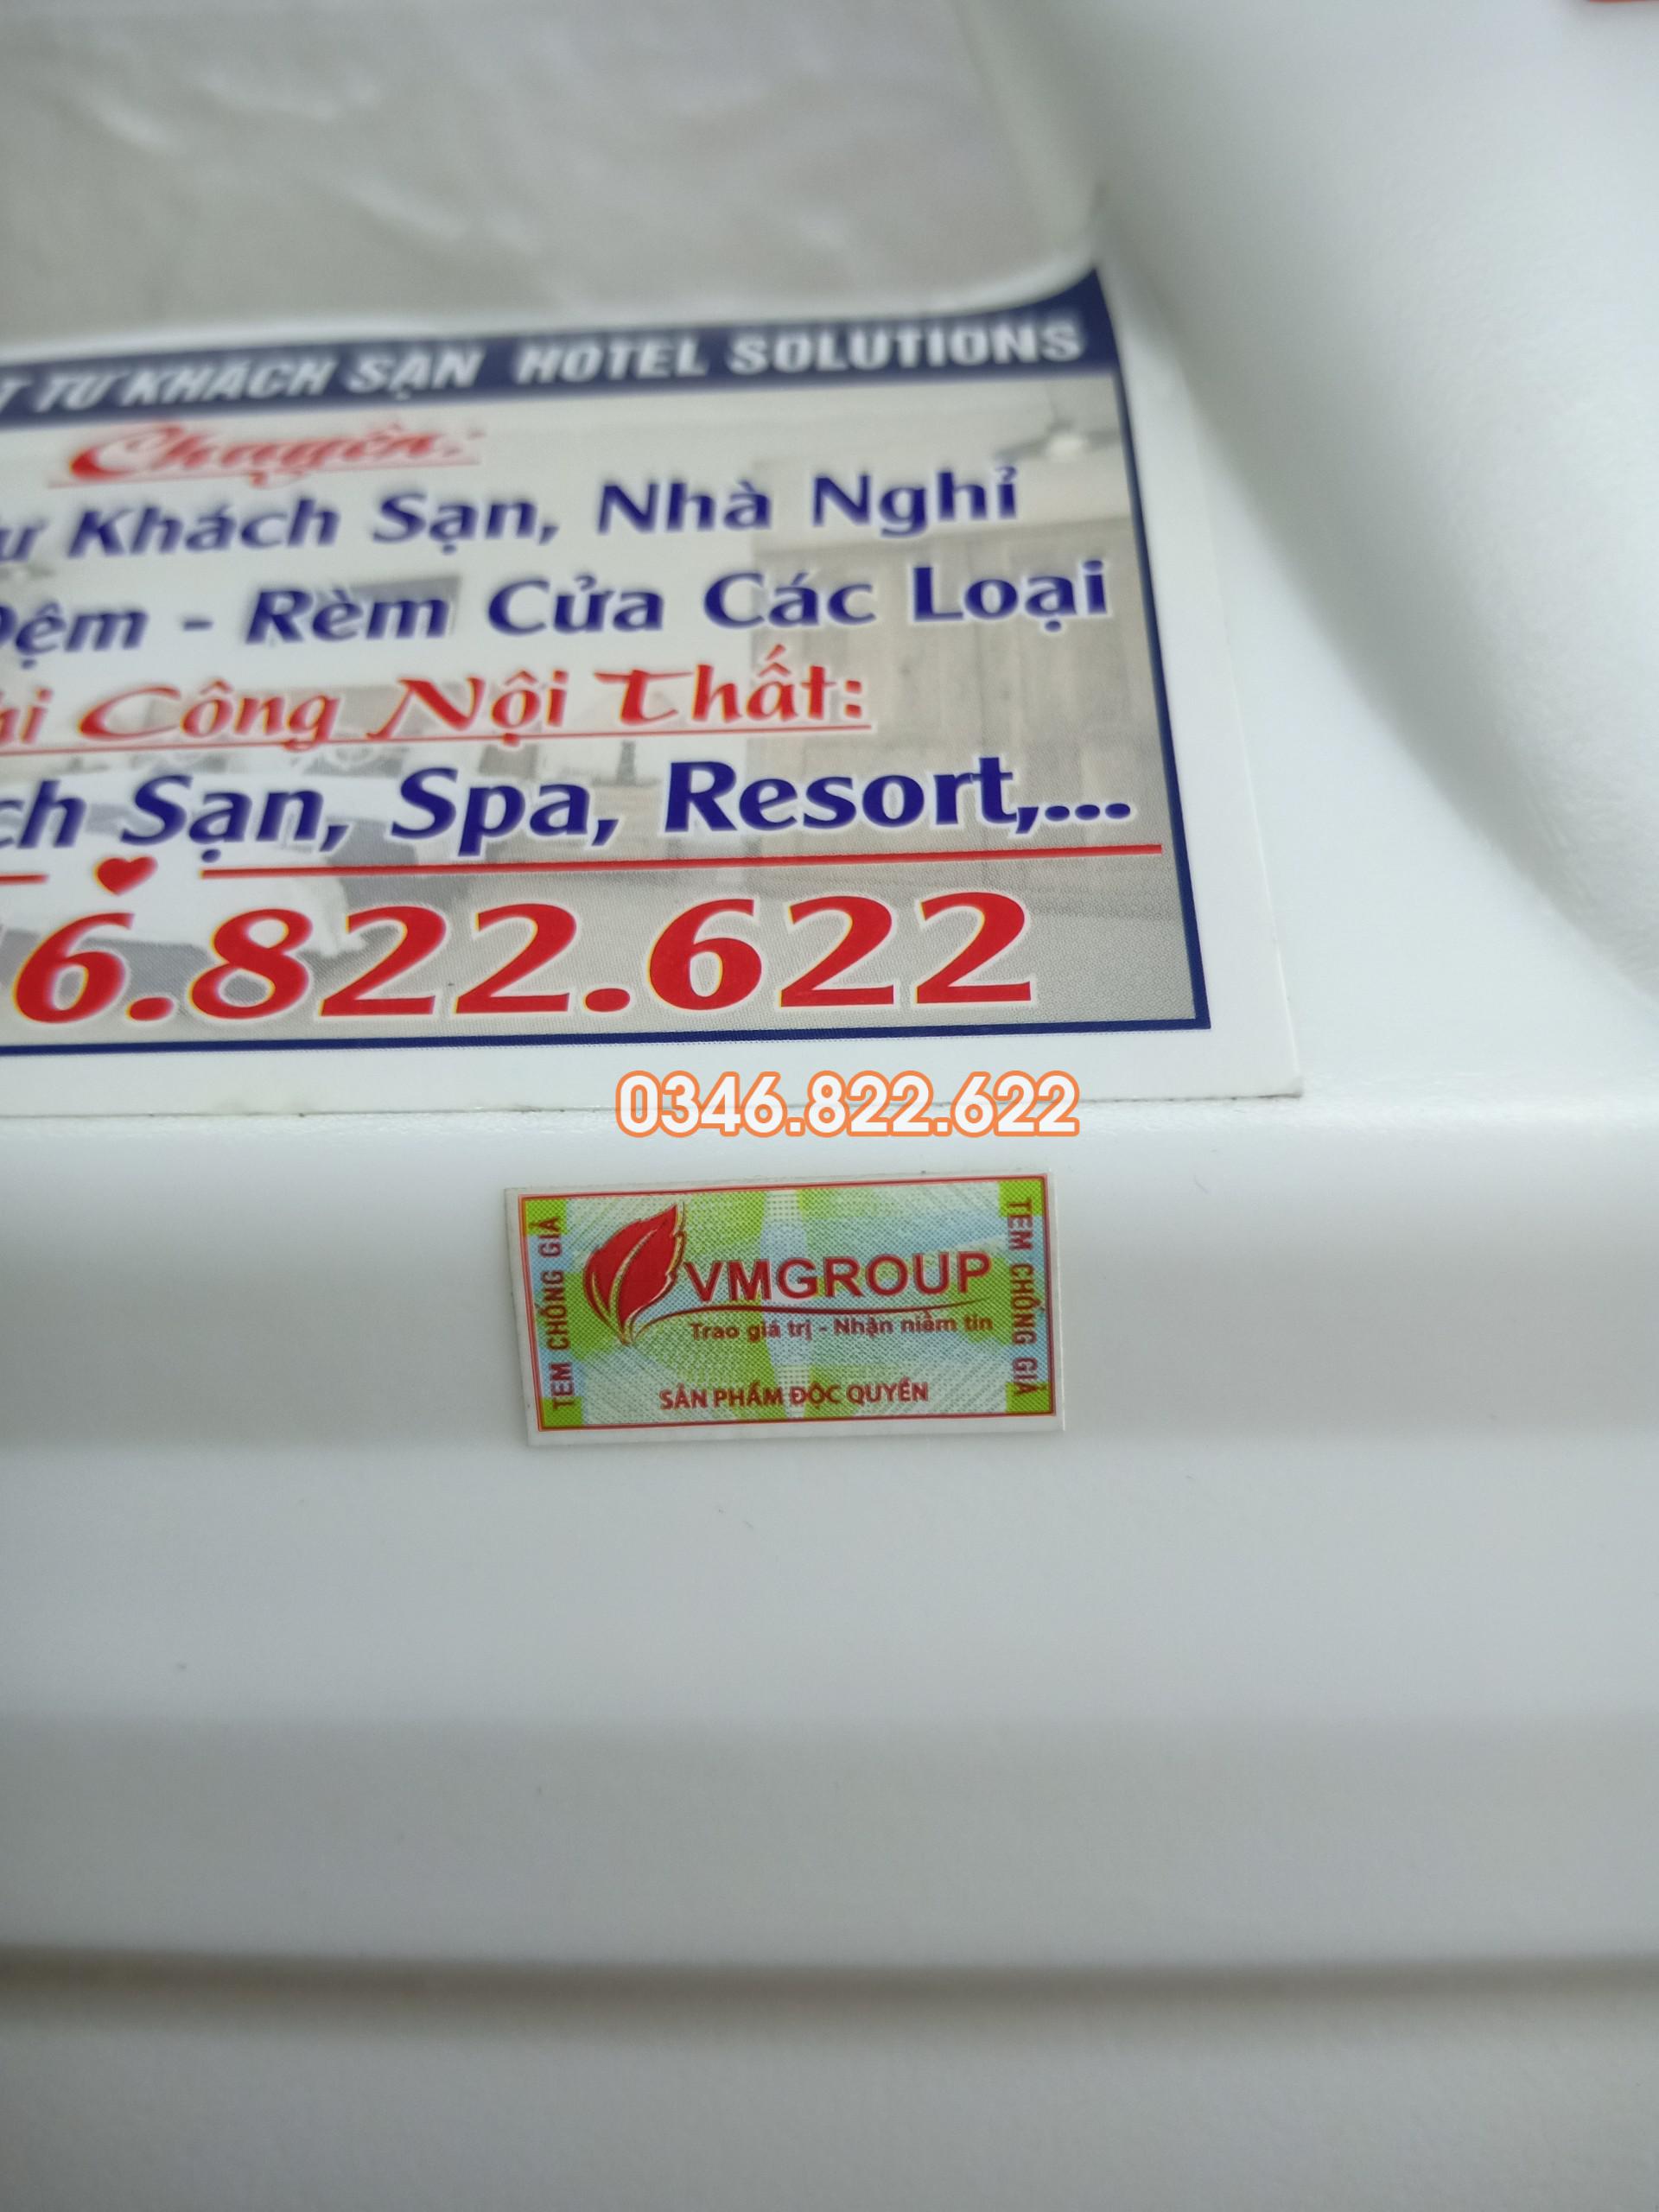 T TƯ KHÁCH SẠN HOTEL SOLUTIONS
Chuyên:
Khách Sạn, Nhà Nghỉ
Đệm - Rèm Cửa Các Loại
Công Nội Thất:
Sạn, Spa, Resort,...
6.822.622
0346.822.622
TEM CHỐNG GIẢ
VMGROUP
Trao giá trị - Nhận niềm tin
SẢN PHẨM ĐỘC QUYỀN
TEM CHỐNG GIẢ